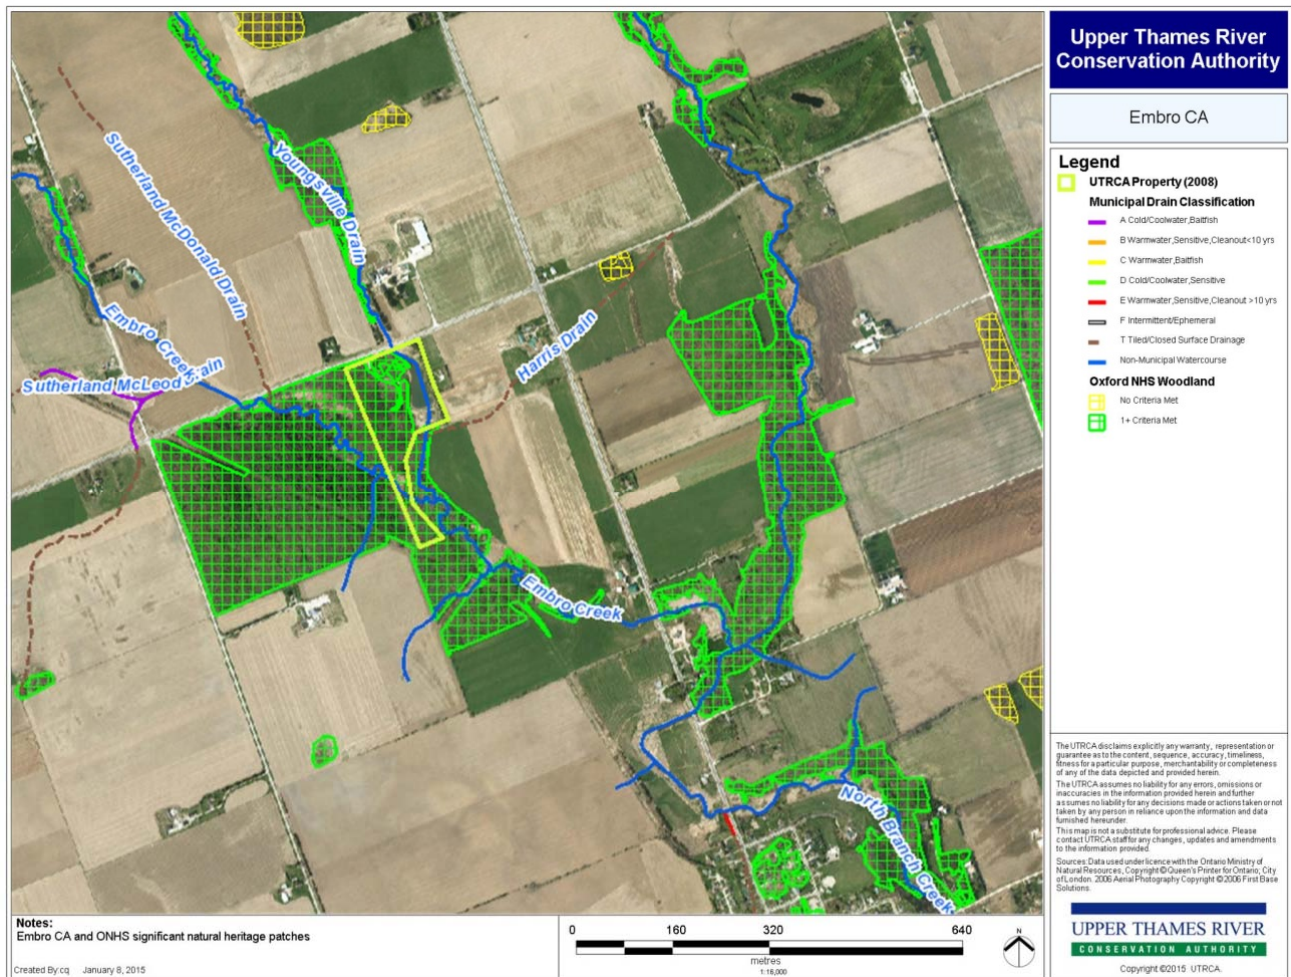 Upper Thames River
Conservation Authority
Embro CA
Legend
UTRCA Property (2008)
Municipal Drain Classification
A Cold/Coolwater,Baitfish
B Warmwater,Sensitive,Cleanout<10 yrs
C Warmwater,Baitfish
D Cold/Coolwater,Sensitive
E Warmwater,Sensitive,Cleanout >10 yrs
F Intermittent/Ephemeral
T Tiled/Closed Surface Drainage
Non-Municipal Watercourse
Oxford NHS Woodland
No Criteria Met
1+ Criteria Met
Sutherland McDonald Drain
Youngsville Drain
Embro Creek
Sutherland McLeod Drain
Harris Drain
Embro Creek
North Branch Creek
The UTRCA disclaims explicitly any warranty, representation or
guarantee as to the content, sequence, accuracy, timeliness,
fitness for a particular purpose, merchantability or completeness
of any of the data depicted and provided herein.
The UTRCA assumes no liability for any errors, omissions or
inaccuracies in the information provided herein and further
assumes no liability for any decisions made or actions taken or not
taken by any person in reliance upon the information and data
furnished hereunder.
This map is not a substitute for professional advice. Please
contact UTRCA staff for any changes, updates and amendments
to the information provided.
Sources: Data used under licence with the Ontario Ministry of
Natural Resources, Copyright © Queen's Printer for Ontario; City
of London. 2006 Aerial Photography Copyright © 2006 First Base
Solutions.
UPPER THAMES RIVER
CONSERVATION AUTHORITY
Copyright ©2015 UTRCA.
Notes:
Embro CA and ONHS significant natural heritage patches
Created By:cq January 8, 2015
0 160 320 640
metres
1:16,000
N